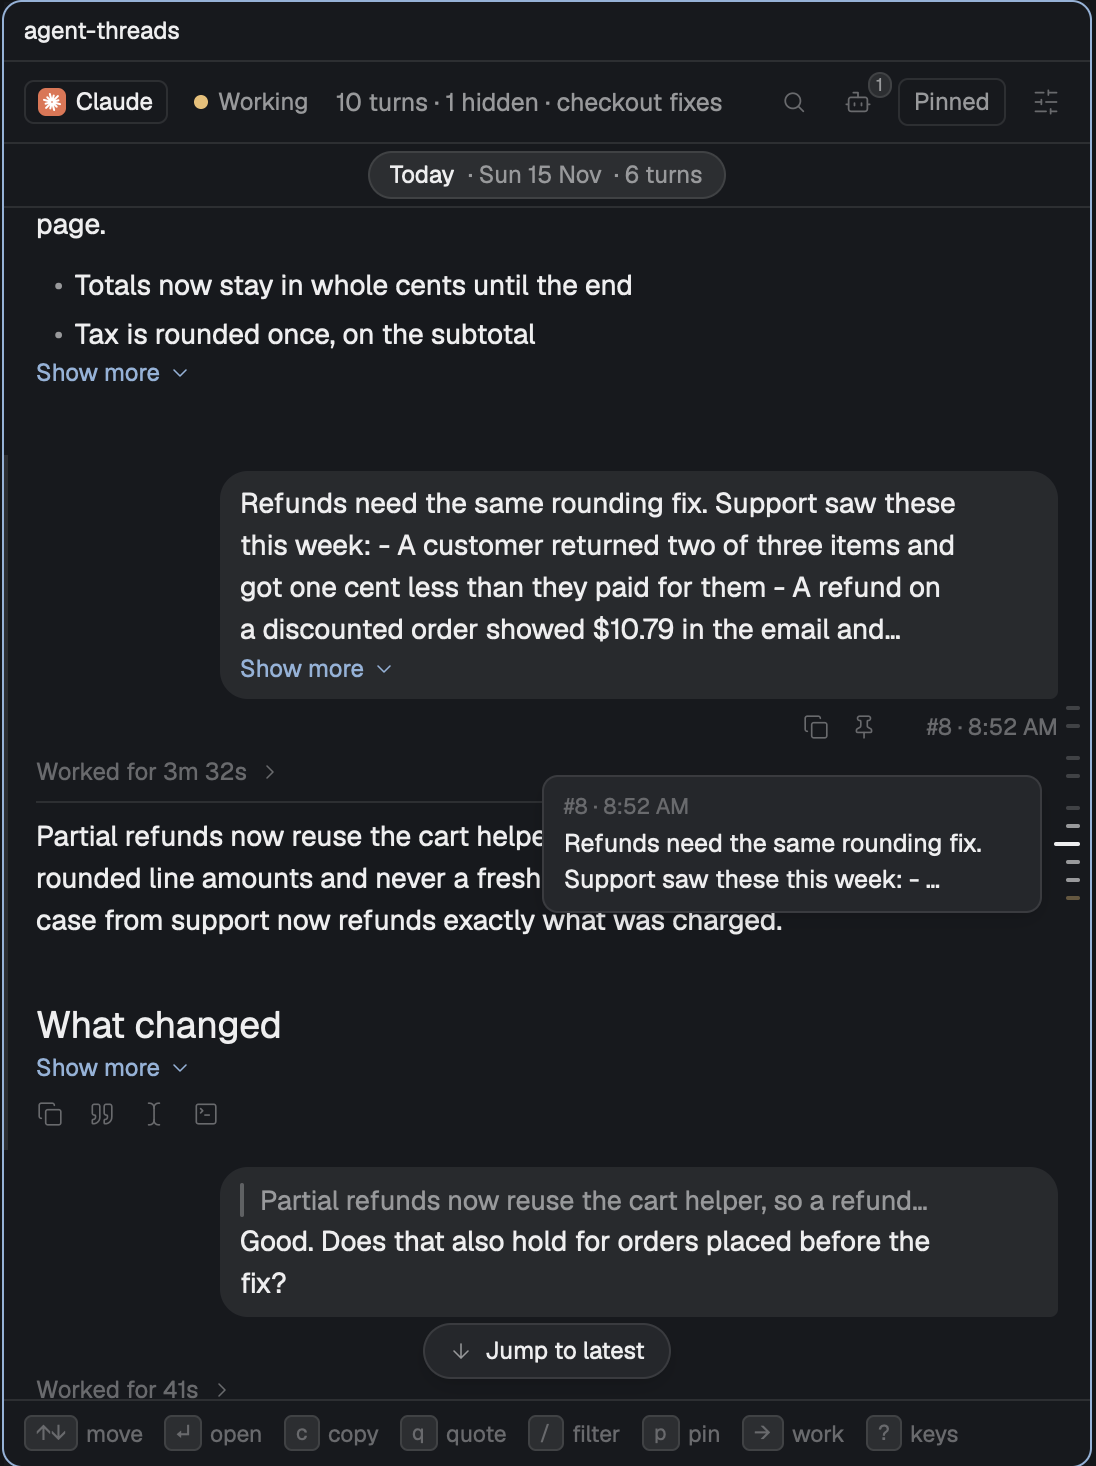 agent-threads
Claude
Working
10 turns · 1 hidden · checkout fixes
1
Pinned
Today · Sun 15 Nov · 6 turns
page.
• Totals now stay in whole cents until the end
• Tax is rounded once, on the subtotal
Show more
Refunds need the same rounding fix. Support saw these
this week: - A customer returned two of three items and
got one cent less than they paid for them - A refund on
a discounted order showed $10.79 in the email and…
Show more
#8 · 8:52 AM
Worked for 3m 32s
#8 · 8:52 AM
Refunds need the same rounding fix.
Support saw these this week: - …
Partial refunds now reuse the cart helpe
rounded line amounts and never a fresh
case from support now refunds exactly what was charged.
What changed
Show more
Partial refunds now reuse the cart helper, so a refund…
Good. Does that also hold for orders placed before the
fix?
Jump to latest
Worked for 41s
↑↓ move ↵ open c copy q quote / filter p pin → work ? keys